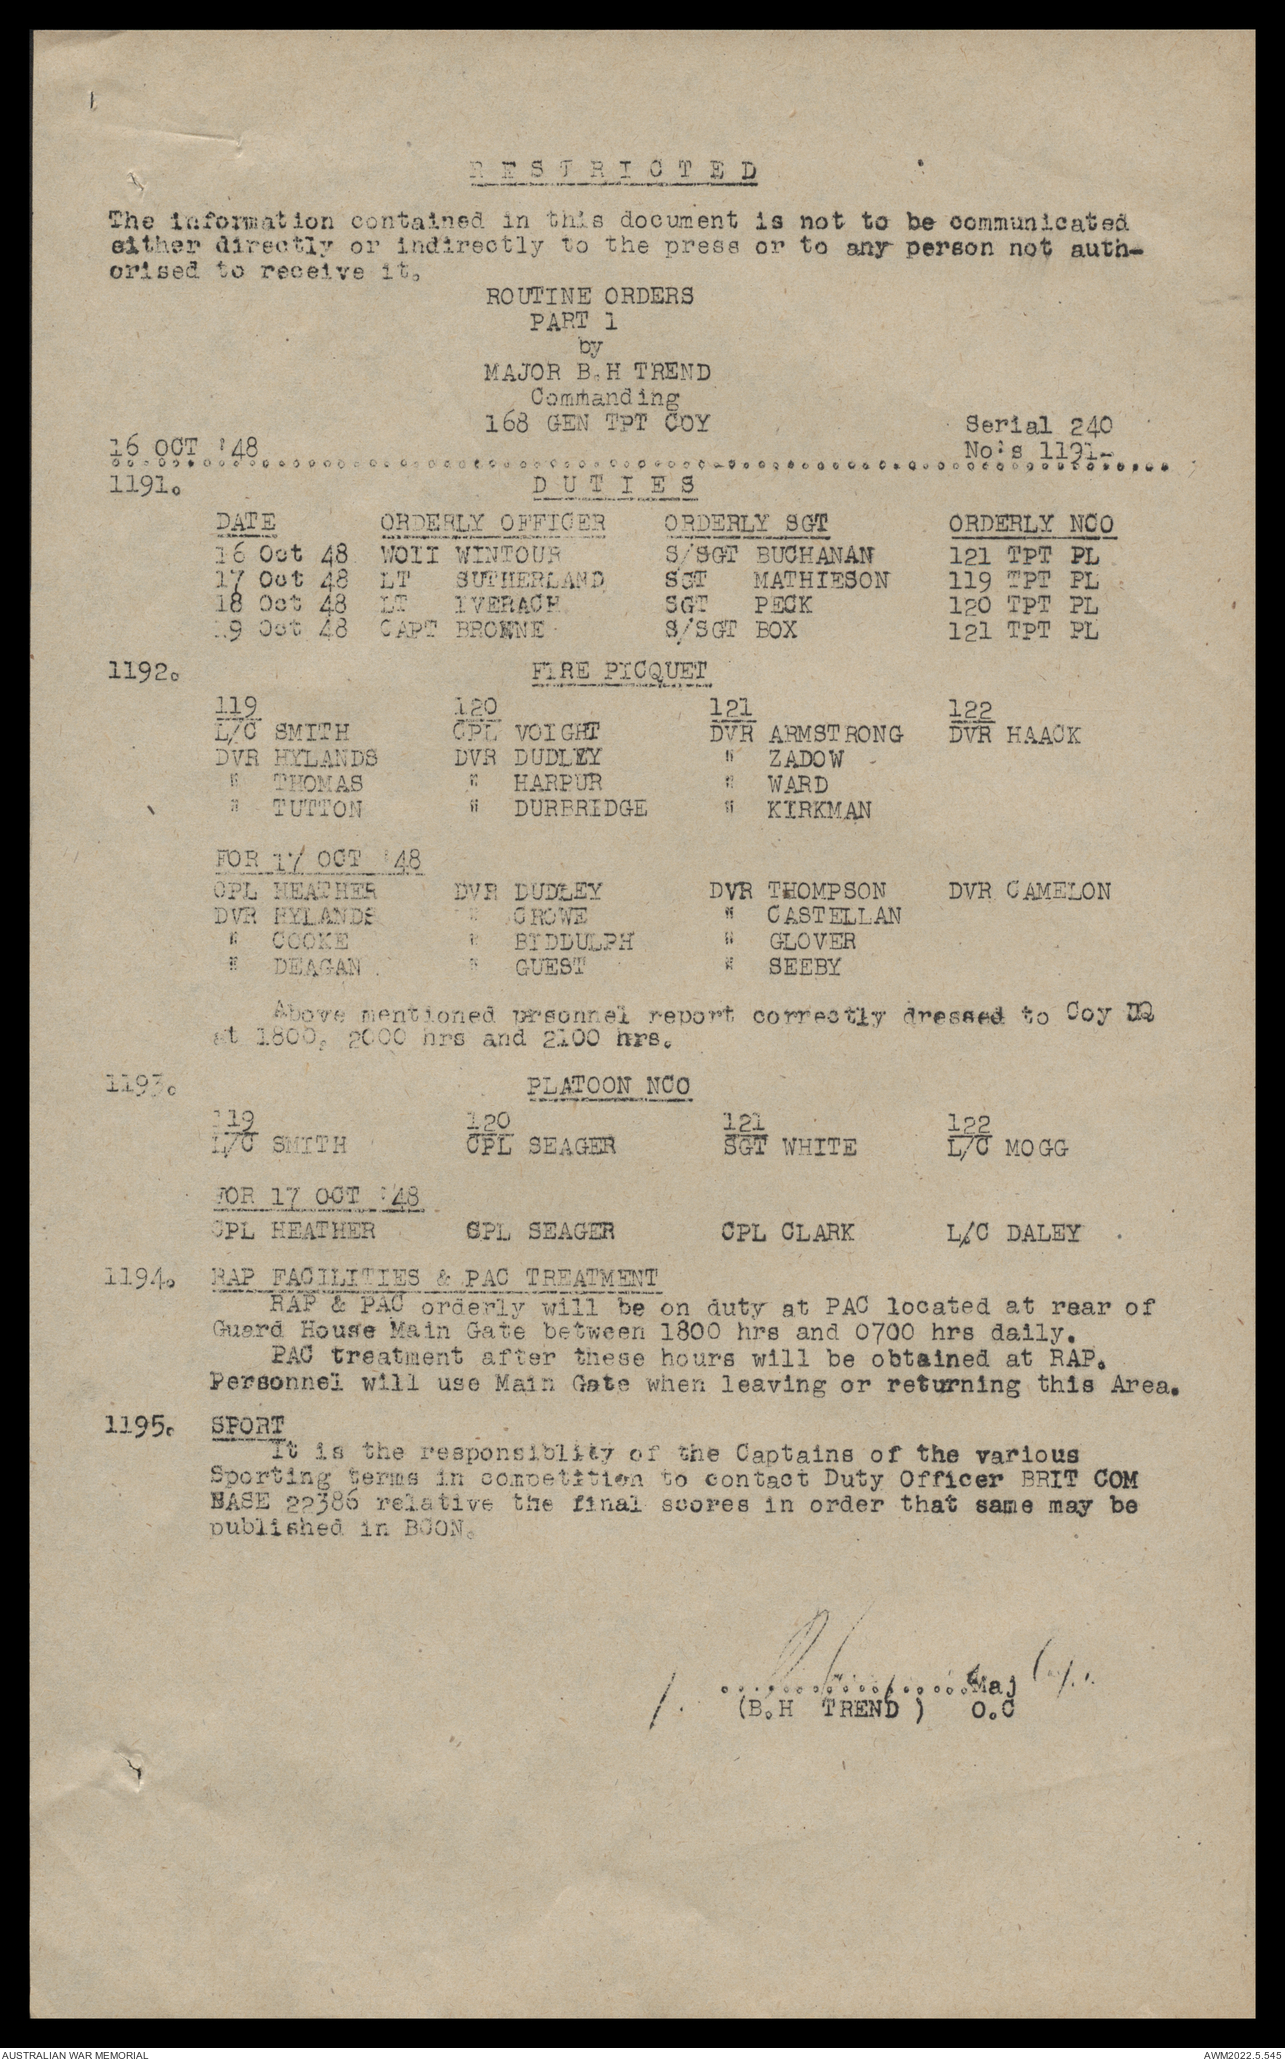 RESTRICTED
The information contained in this document is not to be communicated
either directly or indirectly to the press or to any person not auth-
orised to receive it.
ROUTINE ORDERS
PART 1
by
MAJOR B.H TREND
Commanding
168 GEN TPT COY
Serial 240
16 OCT '48 No's 1191-
1191. DUTIES
DATE ORDERLY OFFICER ORDERLY SGT ORDERLY NCO
16 Oct 48 WOII WINTOUR S/SGT BUCHANAN 121 TPT PL
17 Oct 48 LT SUTHERLAND SGT MATHIESON 119 TPT PL
18 Oct 48 LT IVERACH SGT PECK 120 TPT PL
19 Oct 48 CAPT BROWNE S/SGT BOX 121 TPT PL
1192. FIRE PICQUET
119 120 121 122
L/C SMITH CPL VOIGHT DVR ARMSTRONG DVR HAACK
DVR HYLANDS DVR DUDLEY " ZADOW
" THOMAS " HARPUR " WARD
" TUTTON " DURBRIDGE " KIRKMAN
FOR 17 OCT '48
CPL HEATHER DVR DUDLEY DVR THOMPSON DVR CAMELON
DVR HYLANDS " CROWE " CASTELLAN
" COOKE " BIDDULPH " GLOVER
" DEAGAN " GUEST " SEEBY
Above mentioned prsonnel report correctly dressed to Coy HQ
at 1800, 2000 hrs and 2100 hrs.
1193. PLATOON NCO
119 120 121 122
L/C SMITH CPL SEAGER SGT WHITE L/C MOGG
FOR 17 OCT '48
CPL HEATHER CPL SEAGER CPL CLARK L/C DALEY
1194. RAP FACILITIES & PAC TREATMENT
RAP & PAC orderly will be on duty at PAC located at rear of
Guard House Main Gate between 1800 hrs and 0700 hrs daily.
PAC treatment after these hours will be obtained at RAP.
Personnel will use Main Gate when leaving or returning this Area.
1195. SPORT
It is the responsiblity of the Captains of the various
Sporting terms in competition to contact Duty Officer BRIT COM
BASE 22386 relative the final scores in order that same may be
published in BCON.
Maj
(B.H TREND ) O.C
AUSTRALIAN WAR MEMORIAL AWM2022.5.545